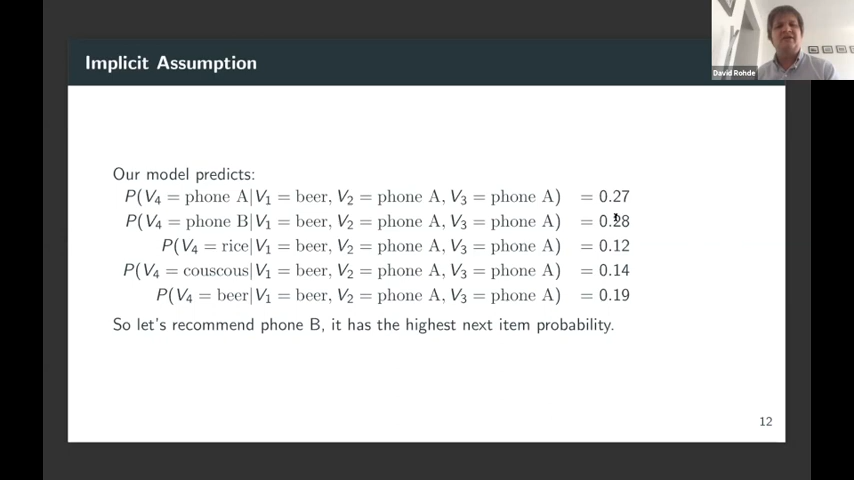 Implicit Assumption
David Rohde
Our model predicts:
P(V₄ = phone A|V₁ = beer, V₂ = phone A, V₃ = phone A) = 0.27
P(V₄ = phone B|V₁ = beer, V₂ = phone A, V₃ = phone A) = 0.28
P(V₄ = rice|V₁ = beer, V₂ = phone A, V₃ = phone A) = 0.12
P(V₄ = couscous|V₁ = beer, V₂ = phone A, V₃ = phone A) = 0.14
P(V₄ = beer|V₁ = beer, V₂ = phone A, V₃ = phone A) = 0.19
So let's recommend phone B, it has the highest next item probability.
12